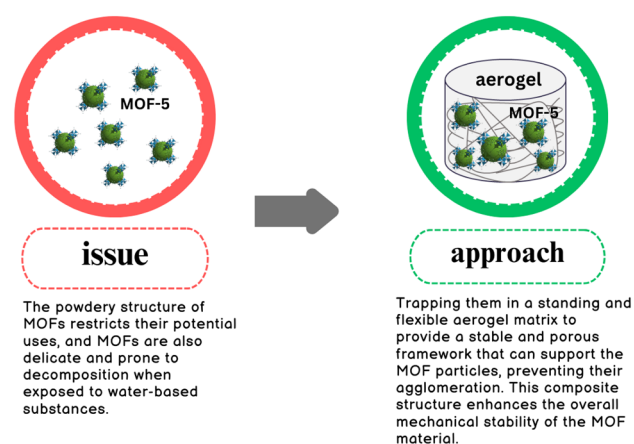 MOF-5
issue
The powdery structure of
MOFs restricts their potential
uses, and MOFs are also
delicate and prone to
decomposition when
exposed to water-based
substances.
aerogel
MOF-5
approach
Trapping them in a standing and
flexible aerogel matrix to
provide a stable and porous
framework that can support the
MOF particles, preventing their
agglomeration. This composite
structure enhances the overall
mechanical stability of the MOF
material.